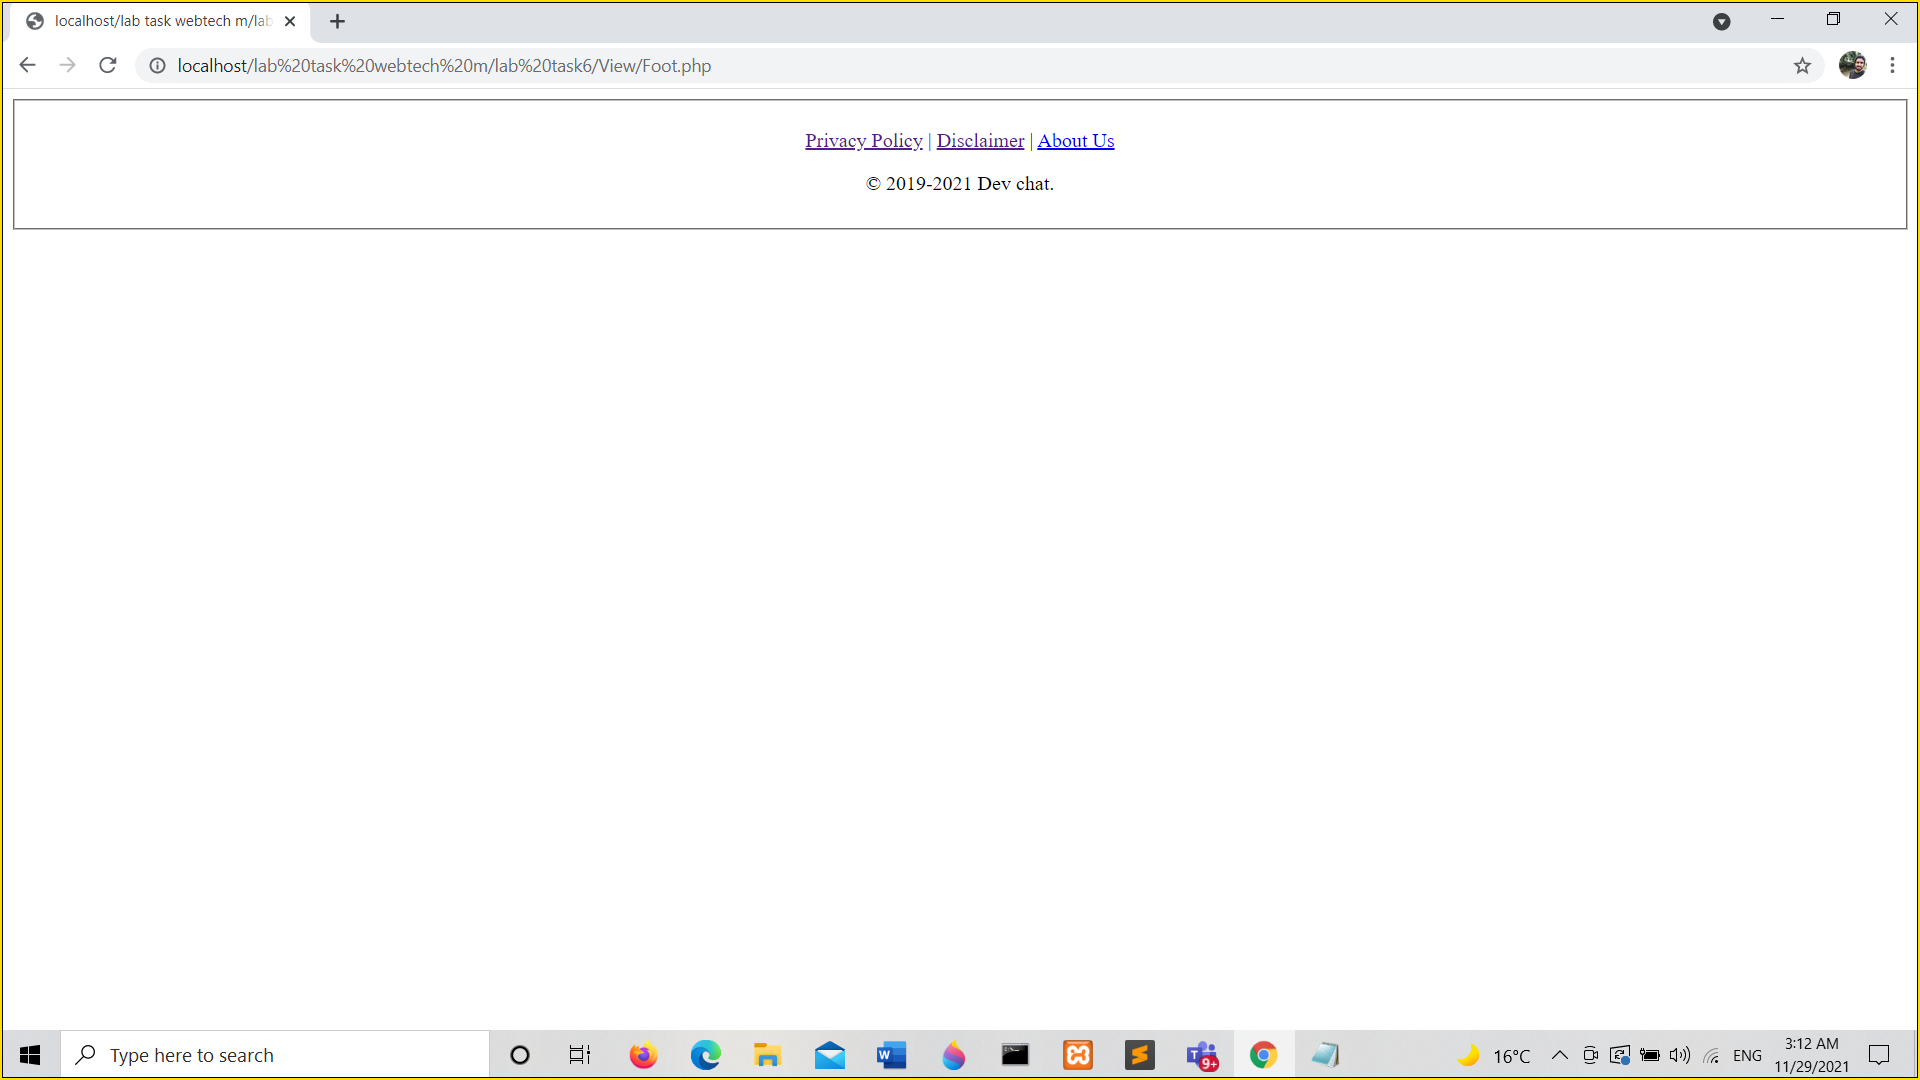 localhost/lab task webtech m/lab
localhost/lab%20task%20webtech%20m/lab%20task6/View/Foot.php
Privacy Policy | Disclaimer | About Us
© 2019-2021 Dev chat.
Type here to search
W
T
9+
16°C
ENG
3:12 AM
11/29/2021